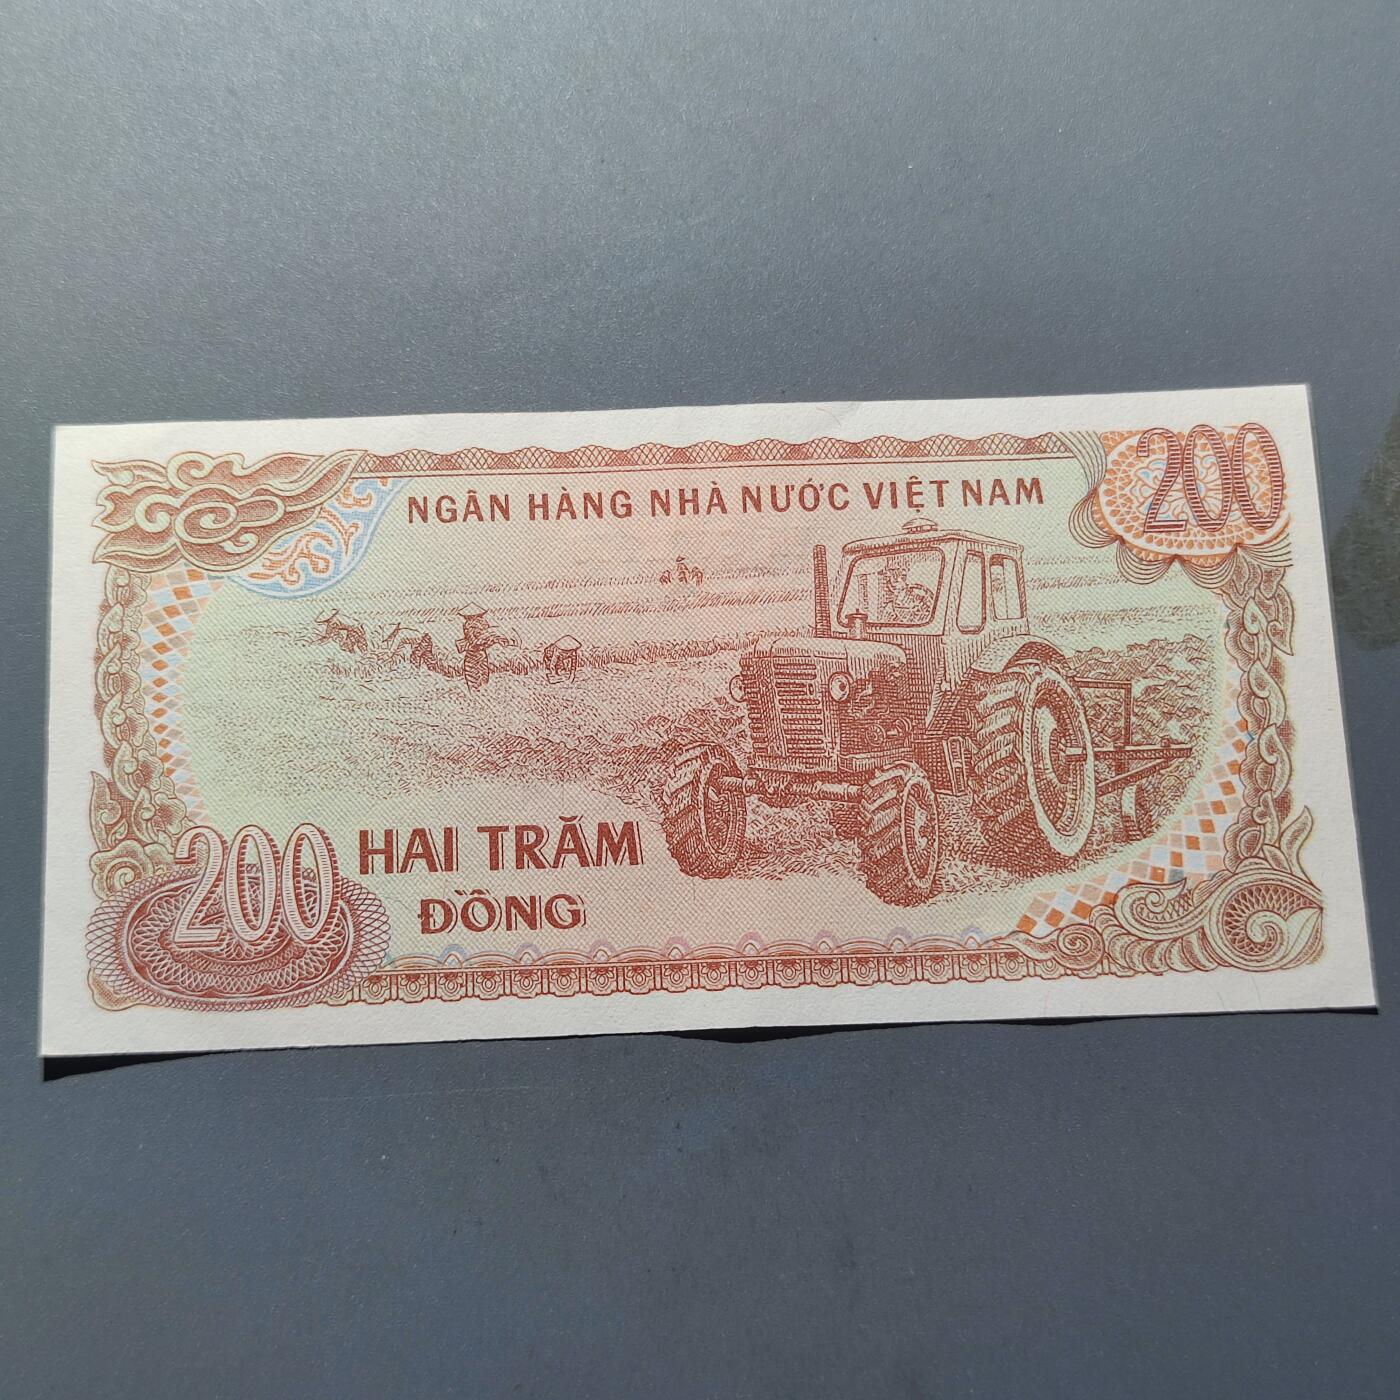 NGÂN HÀNG NHÀ NƯỚC VIỆT NAM
200
200
HAI TRĂM
ĐỒNG